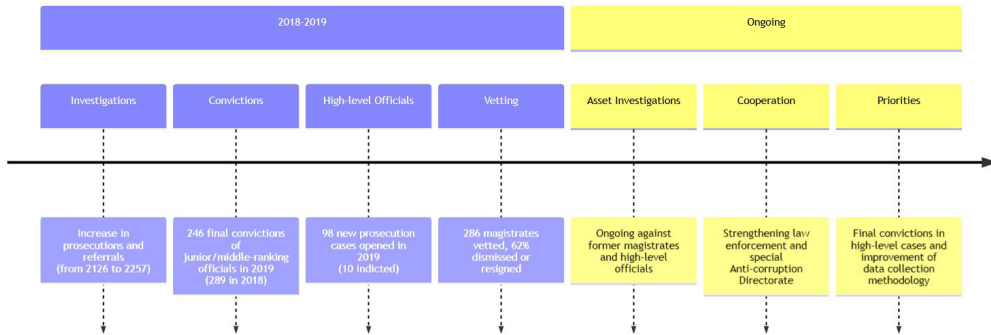 2018-2019
Ongoing
Investigations
Convictions
High-level Officials
Vetting
Asset Investigations
Cooperation
Priorities
Increase in
prosecutions and
referrals
(from 2126 to 2257)
246 final convictions
of
junior/middle-ranking
officials in 2019
(289 in 2018)
98 new prosecution
cases opened in
2019
(10 indicted)
286 magistrates
vetted, 62%
dismissed or
resigned
Ongoing against
former magistrates
and high-level
officials
Strengthening law
enforcement and
special
Anti-corruption
Directorate
Final convictions in
high-level cases and
improvement of
data collection
methodology